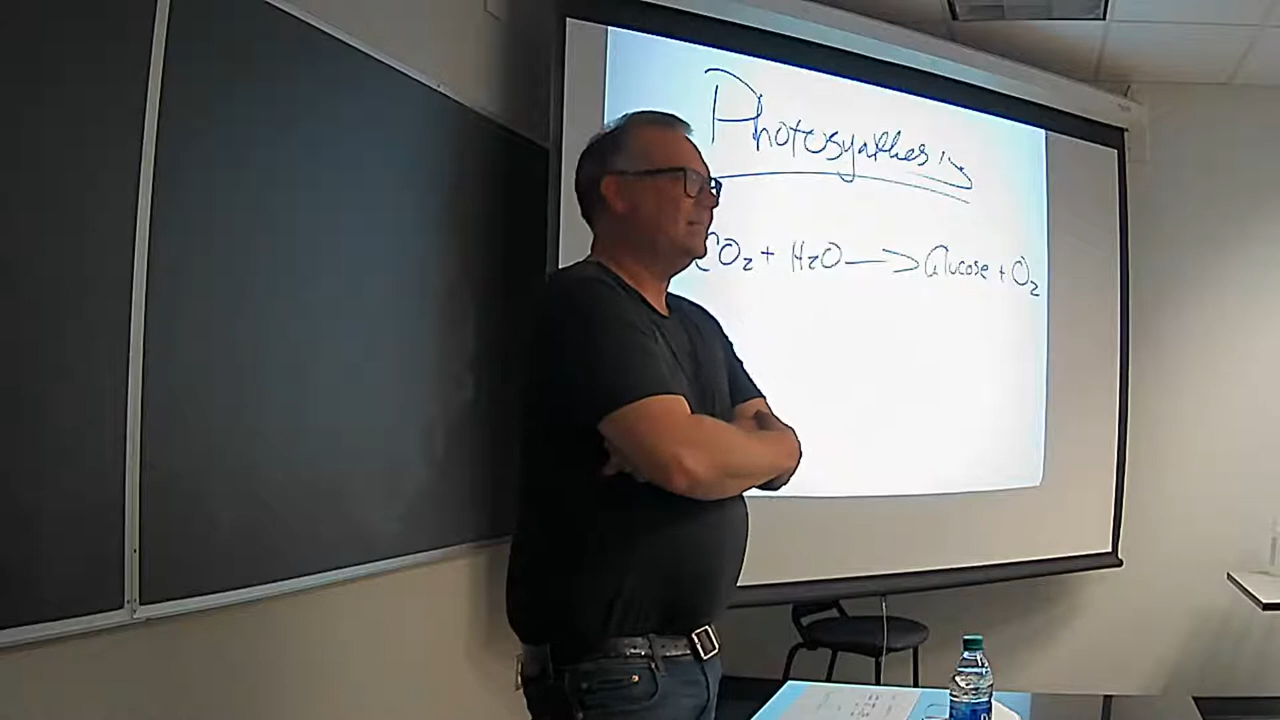 Photosynthesis
CO2 + H2O → Glucose + O2